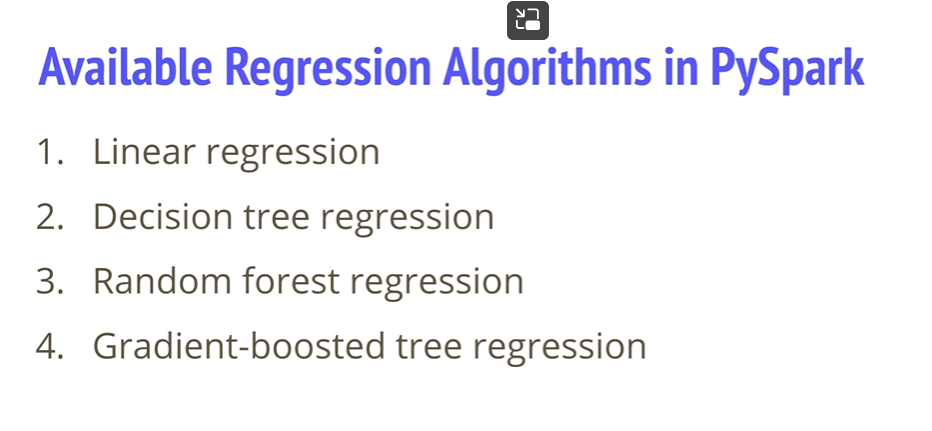 Available Regression Algorithms in PySpark
1. Linear regression
2. Decision tree regression
3. Random forest regression
4. Gradient-boosted tree regression